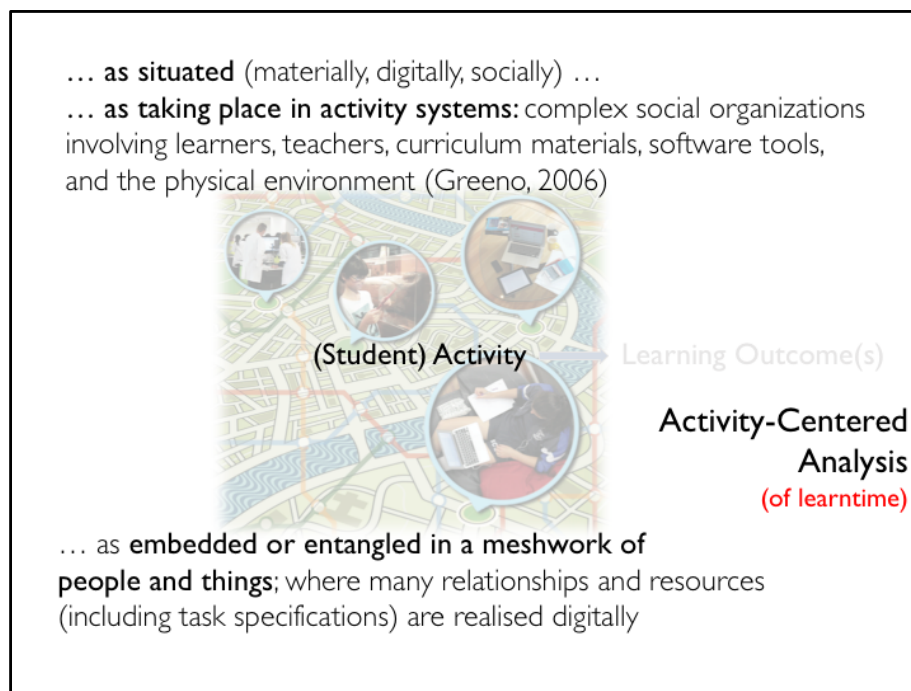 … as situated (materially, digitally, socially) …
… as taking place in activity systems: complex social organizations
involving learners, teachers, curriculum materials, software tools,
and the physical environment (Greeno, 2006)
(Student) Activity
Learning Outcome(s)
Activity-Centered
Analysis
(of learntime)
… as embedded or entangled in a meshwork of
people and things; where many relationships and resources
(including task specifications) are realised digitally